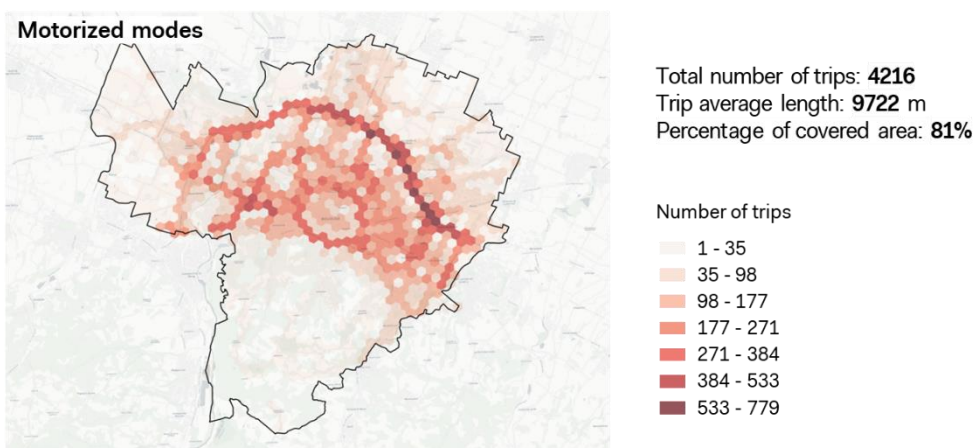 Motorized modes
Total number of trips: 4216
Trip average length: 9722 m
Percentage of covered area: 81%
Number of trips
1 - 35
35 - 98
98 - 177
177 - 271
271 - 384
384 - 533
533 - 779